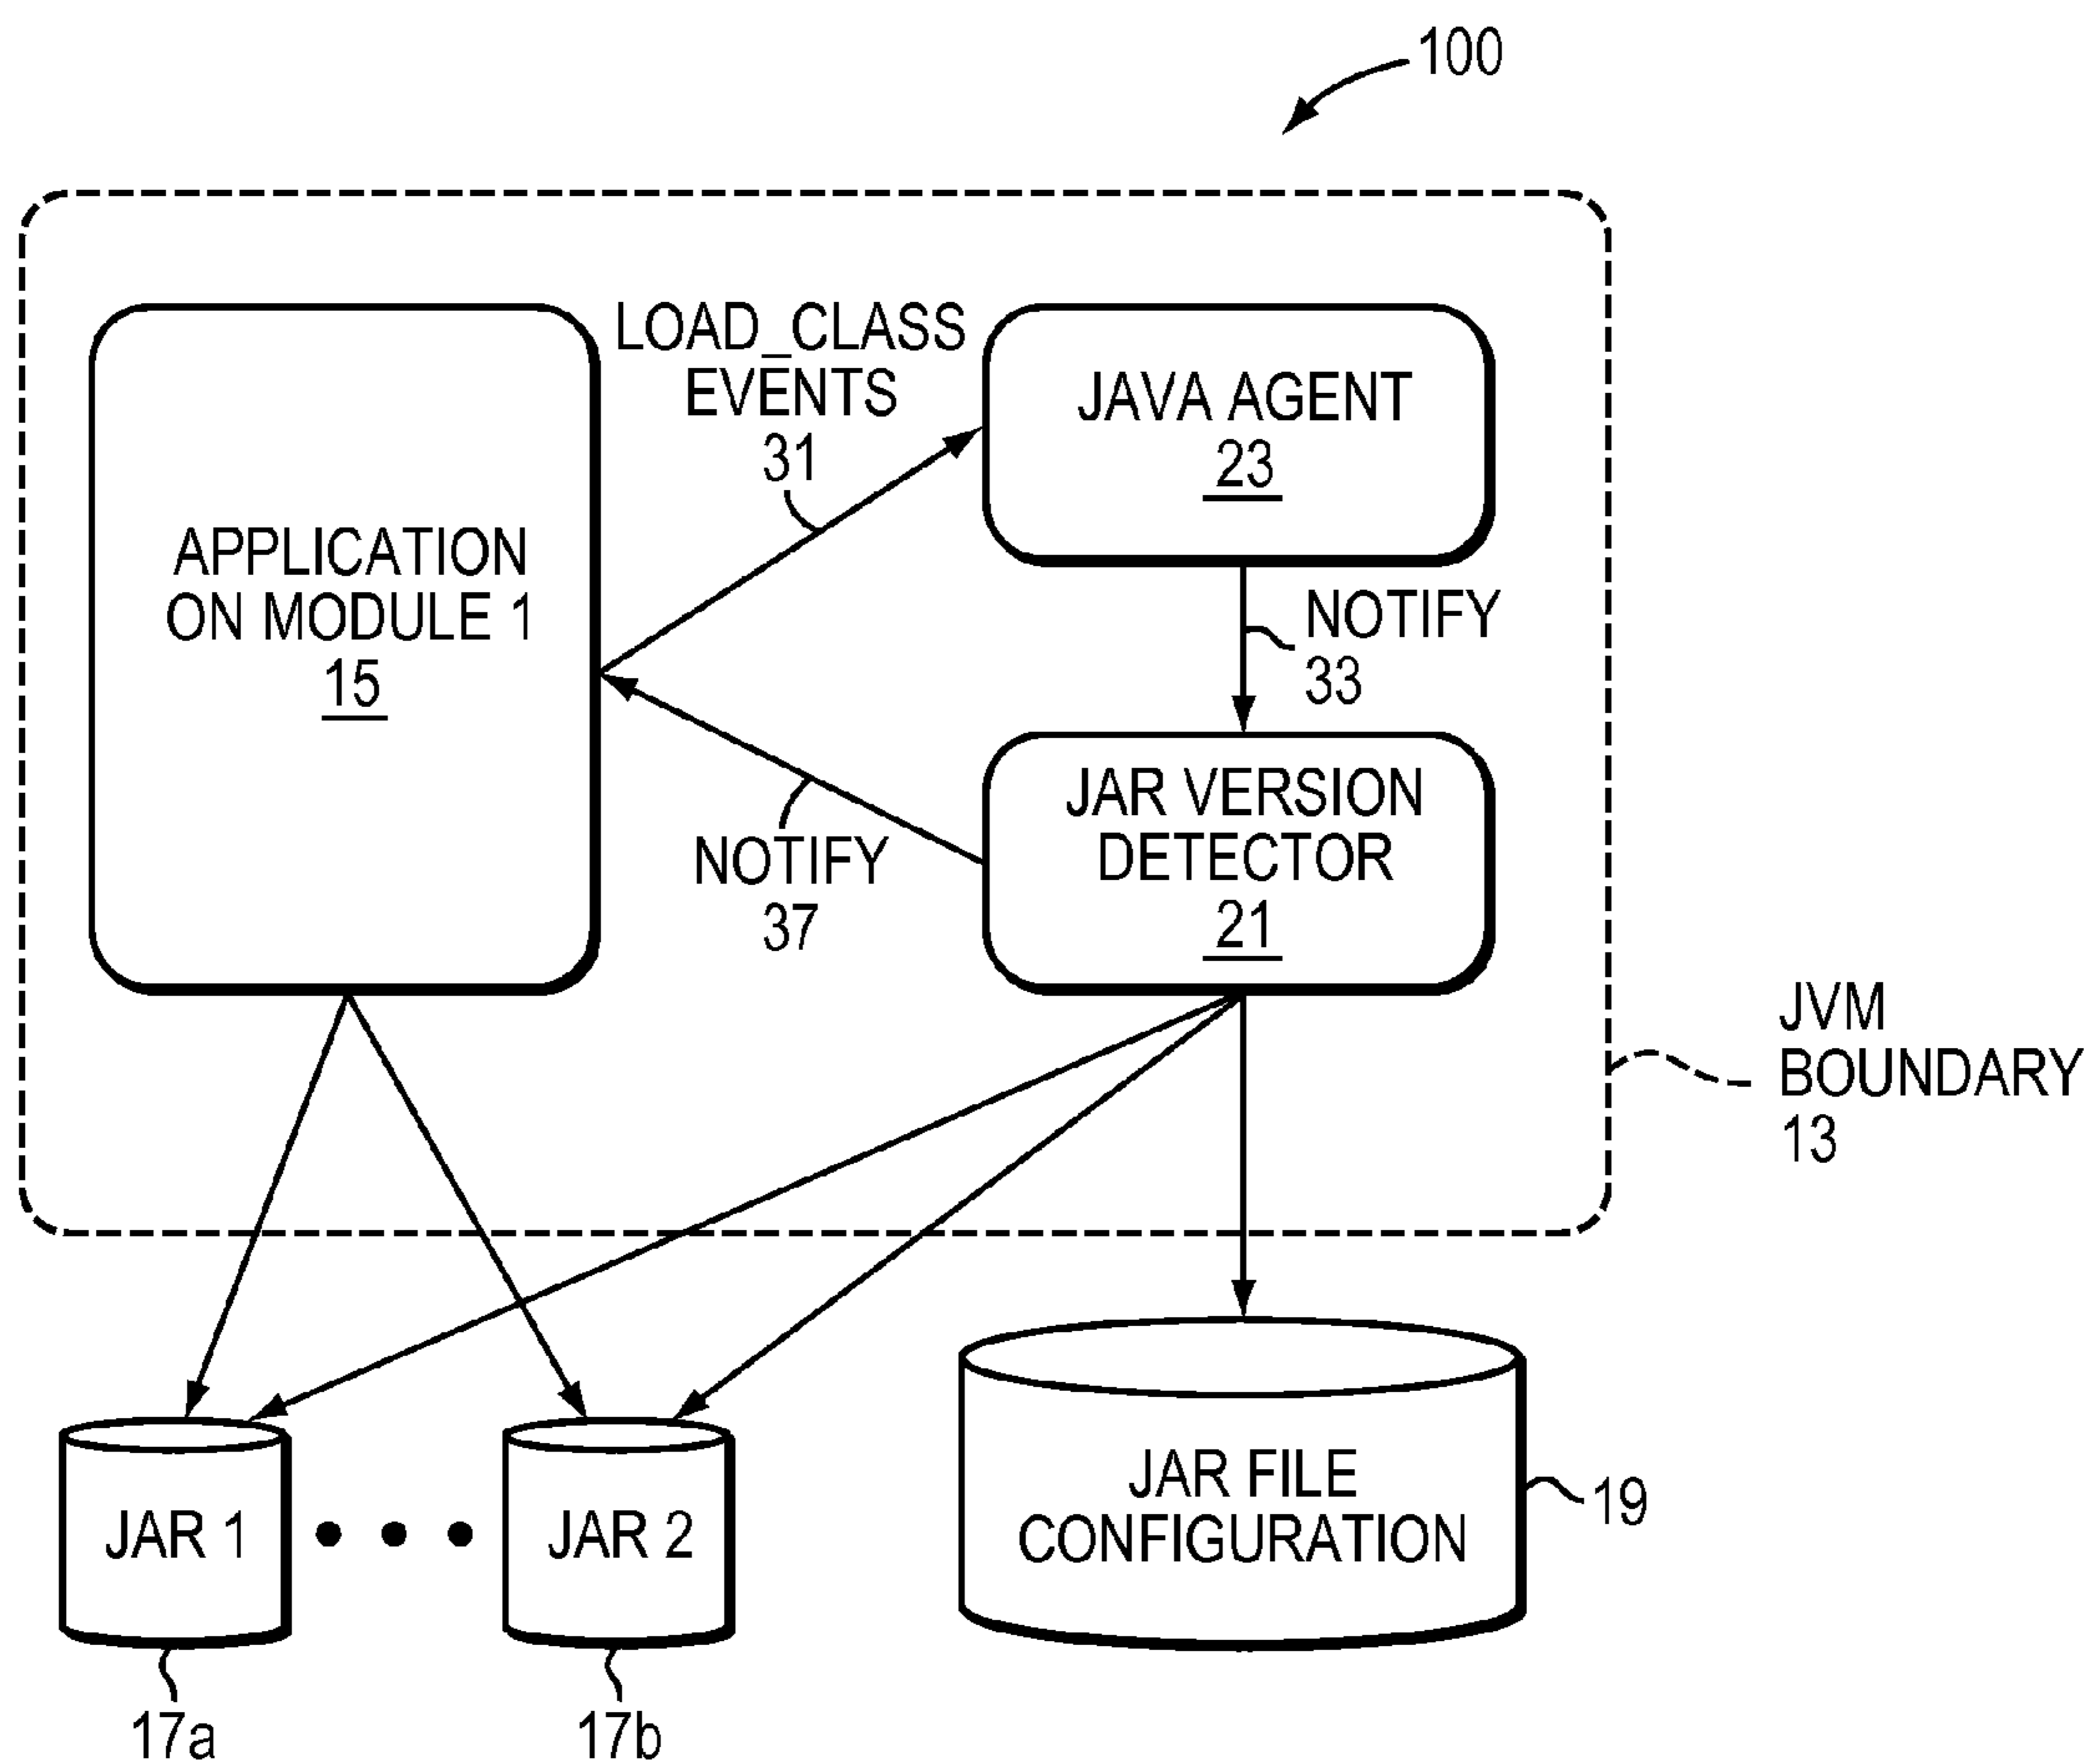 100
LOAD_CLASS
EVENTS
31
JAVA AGENT
23
APPLICATION
ON MODULE 1
15
NOTIFY
33
JAR VERSION
DETECTOR
21
NOTIFY
37
JVM
BOUNDARY
13
JAR 1
JAR 2
JAR FILE
CONFIGURATION
19
17a
17b